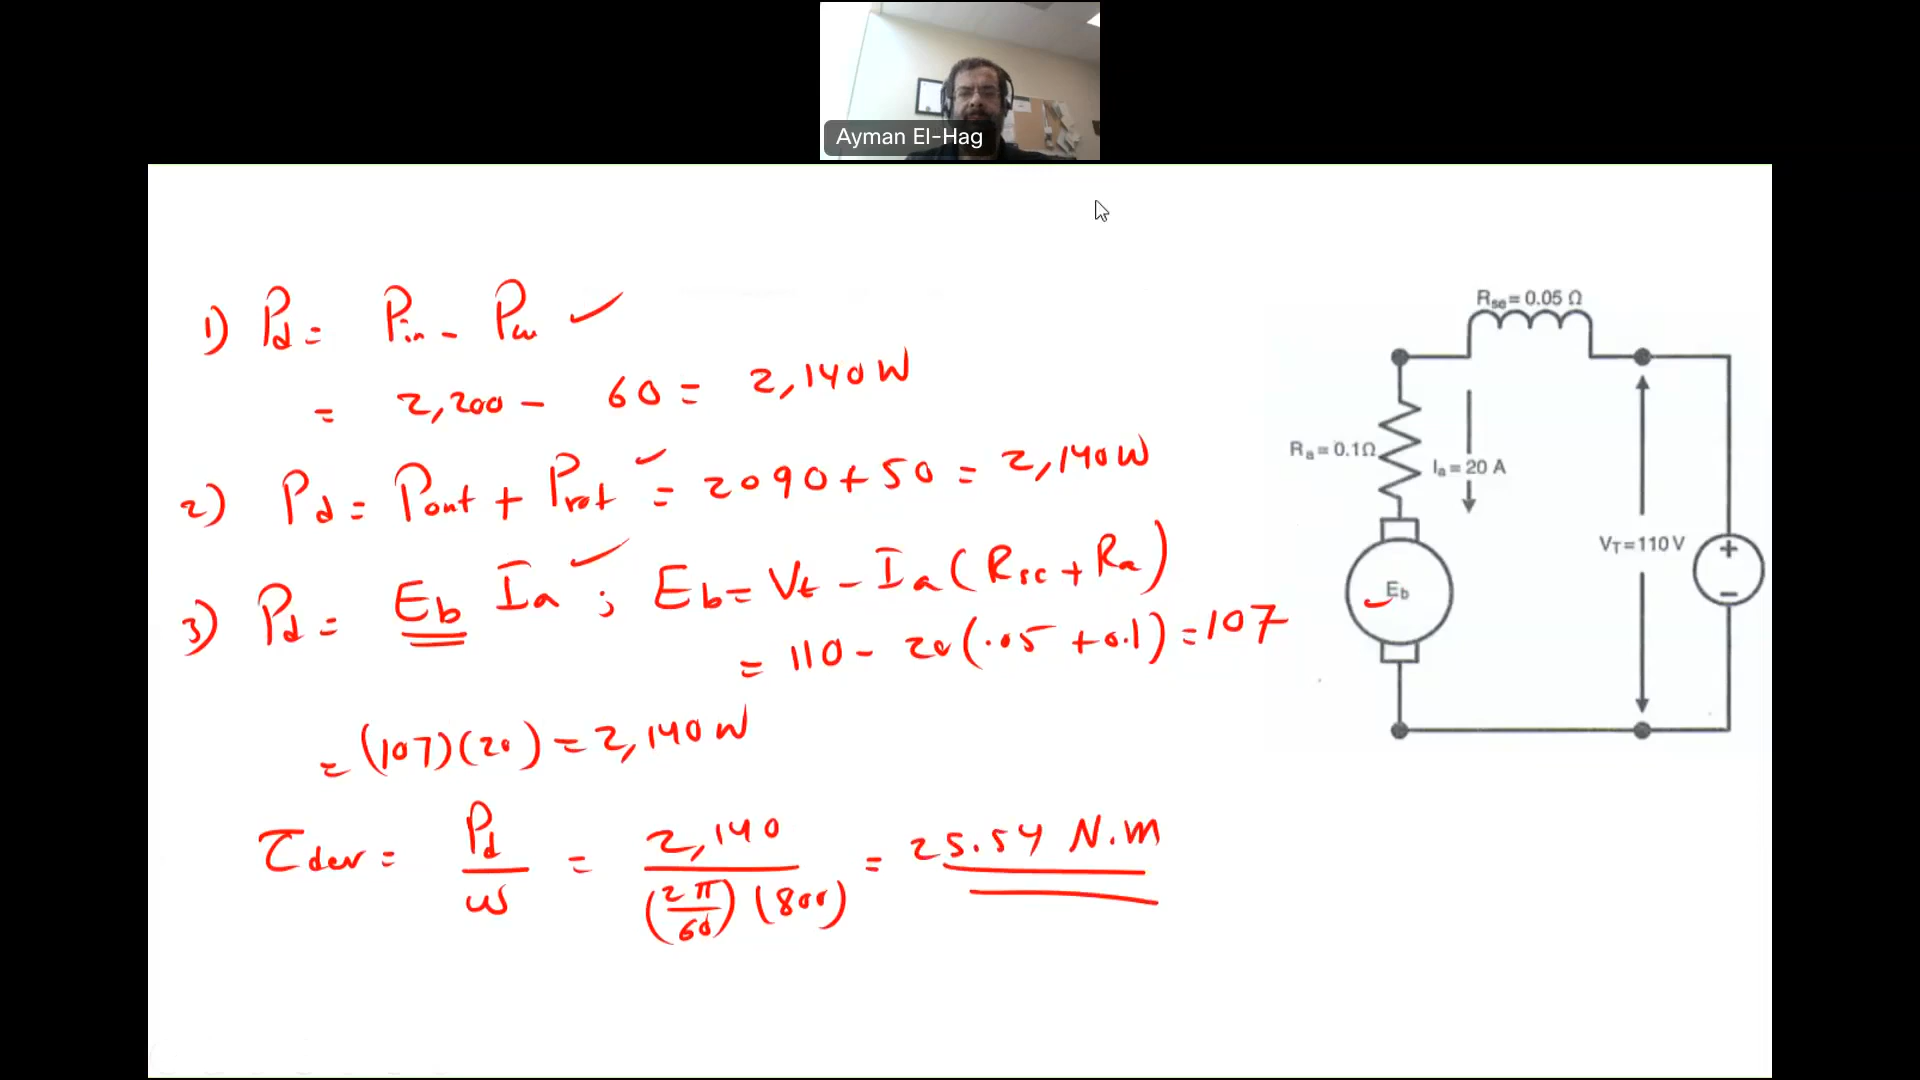 Ayman El-Hag
1) Pd = Pin - Pcu ✓
= 2,200 - 60 = 2,140 W
2) Pd = Pout + Prot ✓ = 2090 + 50 = 2,140 W
3) Pd = Eb Ia ✓ ; Eb = Vt - Ia (Rse + Ra)
= 110 - 20 (.05 + 0.1) = 107
= (107)(20) = 2,140 W
τdev = Pd / ω = 2,140 / (2π/60) (800) = 25.54 N.m
Rse = 0.05 Ω
Ra = 0.1Ω
Ia = 20 A
VT = 110 V
+
Eb
−